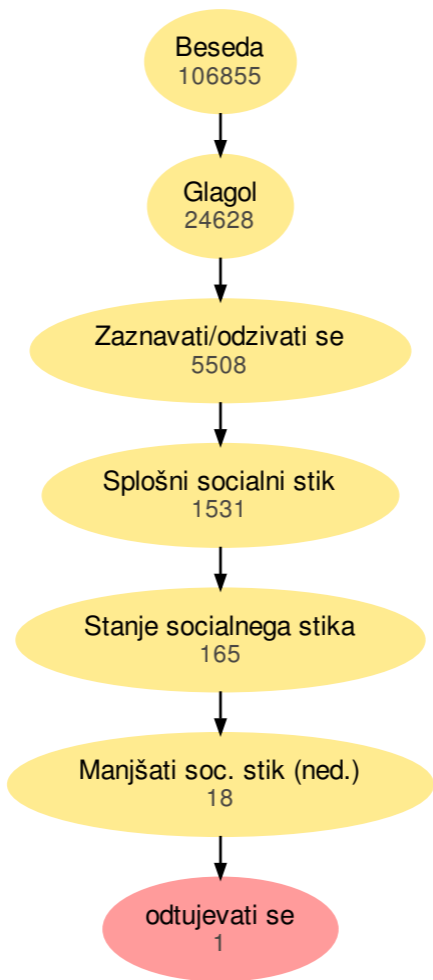 Beseda
106855
Glagol
24628
Zaznavati/odzivati se
5508
Splošni socialni stik
1531
Stanje socialnega stika
165
Manjšati soc. stik (ned.)
18
odtujevati se
1